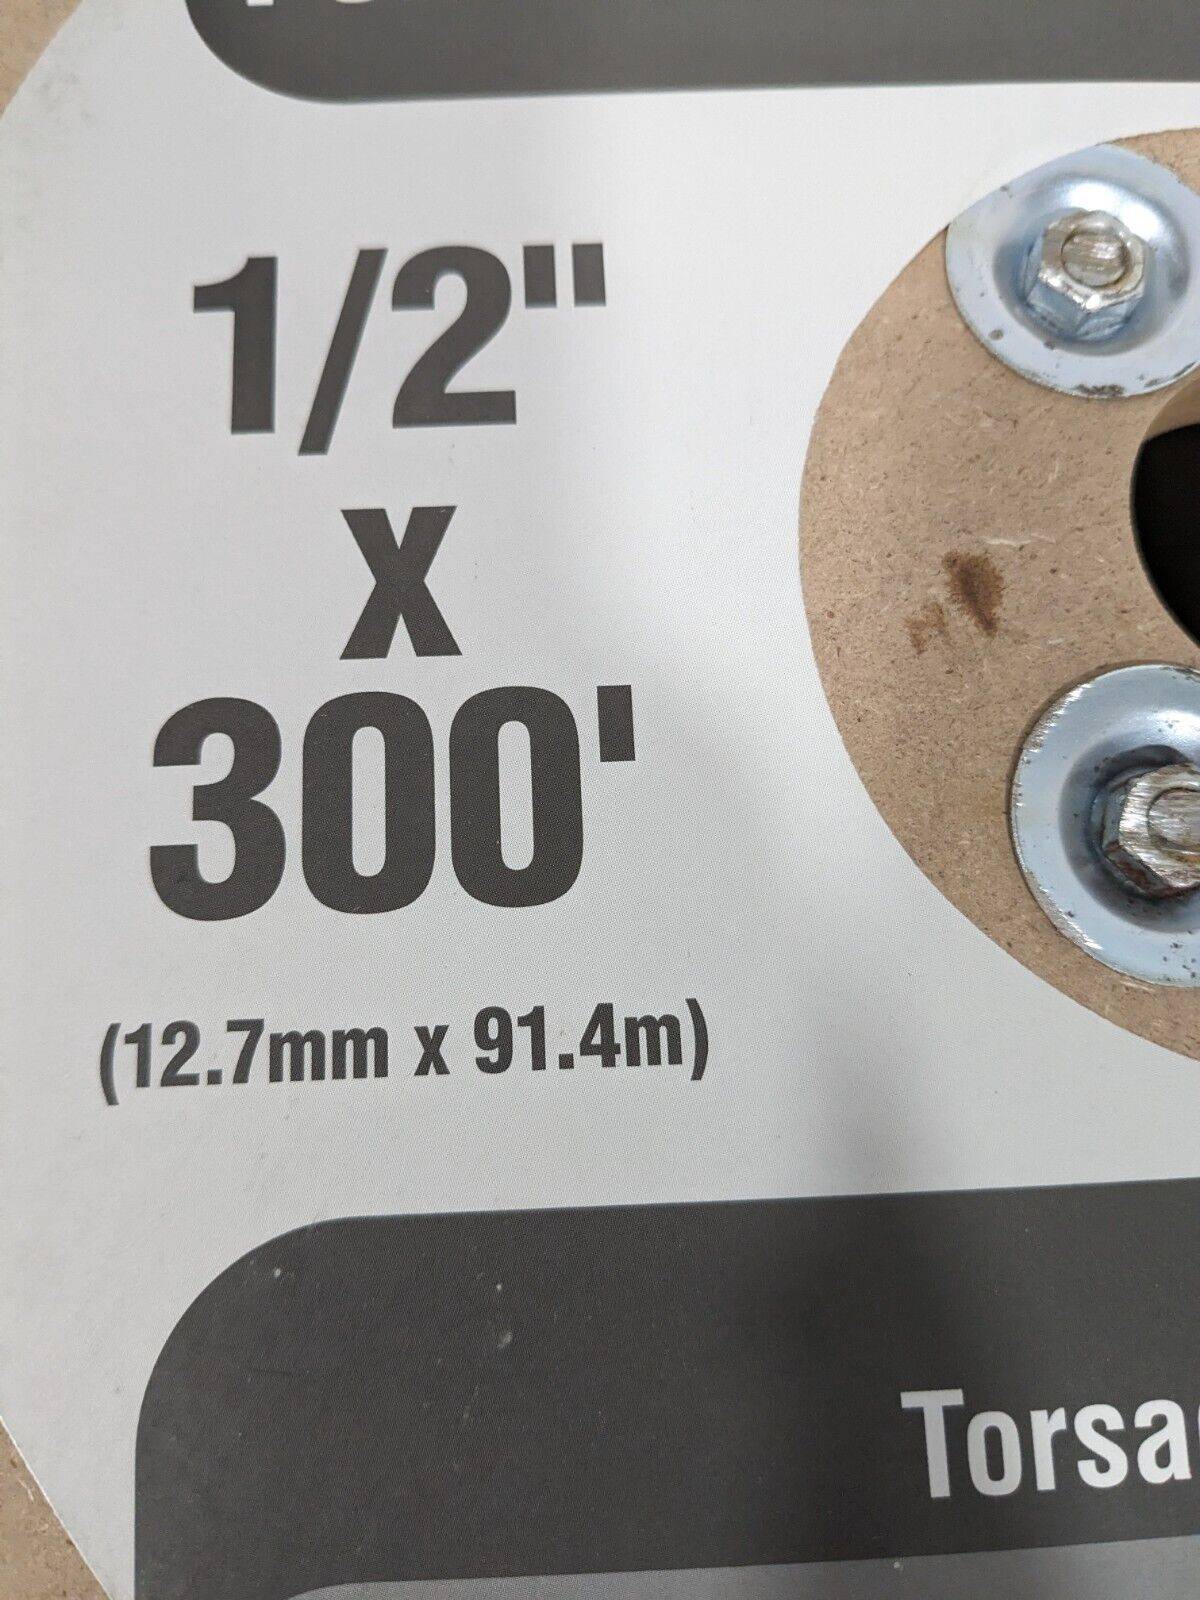 1/2"
x
300'
(12.7mm x 91.4m)